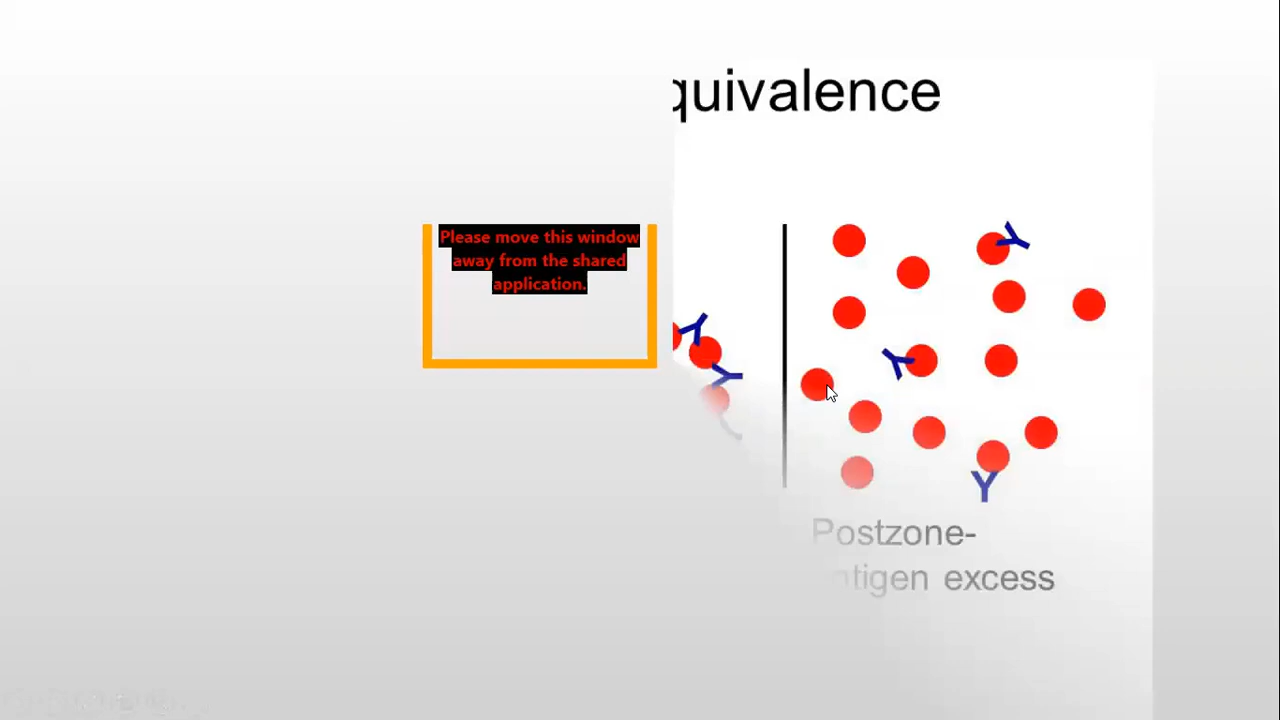 quivalence
Please move this window
away from the shared
application.
Postzone-
ntigen excess